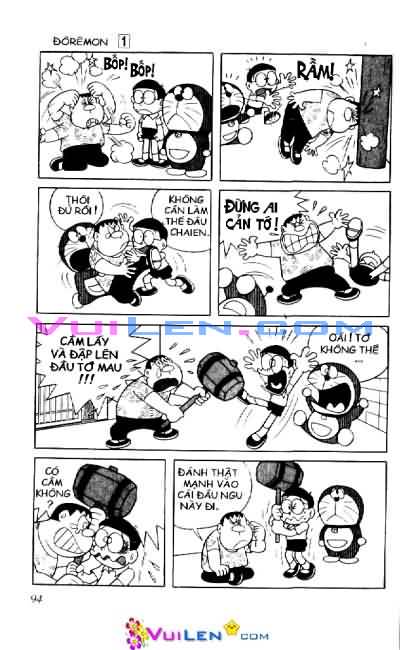 ĐÔRÊMON 1
BỐP!
BỐP!
RẦM!
THÔI
ĐỦ RỒI!
KHÔNG
CẦN LÀM
THẾ ĐÂU
CHAIEN.
ĐỪNG AI
CẢN TỚ!
CẦM LẤY
VÀ ĐẬP LÊN
ĐẦU TỚ MAU
!!!
OÁI! TỚ
KHÔNG THỂ
...
VUILEN.COM
CÓ
CẦM
KHÔNG
?
ĐÁNH THẬT
MẠNH VÀO
CÁI ĐẦU NGU
NÀY ĐI.
94
VUILEN.COM